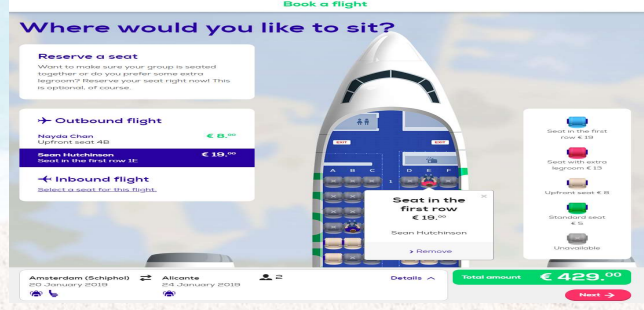 Book a flight
Where would you like to sit?
Reserve a seat
Want to make sure your group is seated
together or do you prefer some extra
legroom? Reserve your seat right now! This
is optional, of course.
Outbound flight
Nayda Chan € 8.00
Upfront seat 4B
Sean Hutchinson € 19.00
Seat in the first row 1E
Inbound flight
Select a seat for this flight.
EXIT EXIT
A B C D E F
1
Seat in the
first row
€ 19.00
Sean Hutchinson
> Remove
Seat in the first
row € 19
Seat with extra
legroom € 13
Upfront seat € 8
Standard seat
€ 5
Unavailable
Amsterdam (Schiphol) Alicante 2 Details
20 January 2019 24 January 2019
Total amount € 429.00
Next